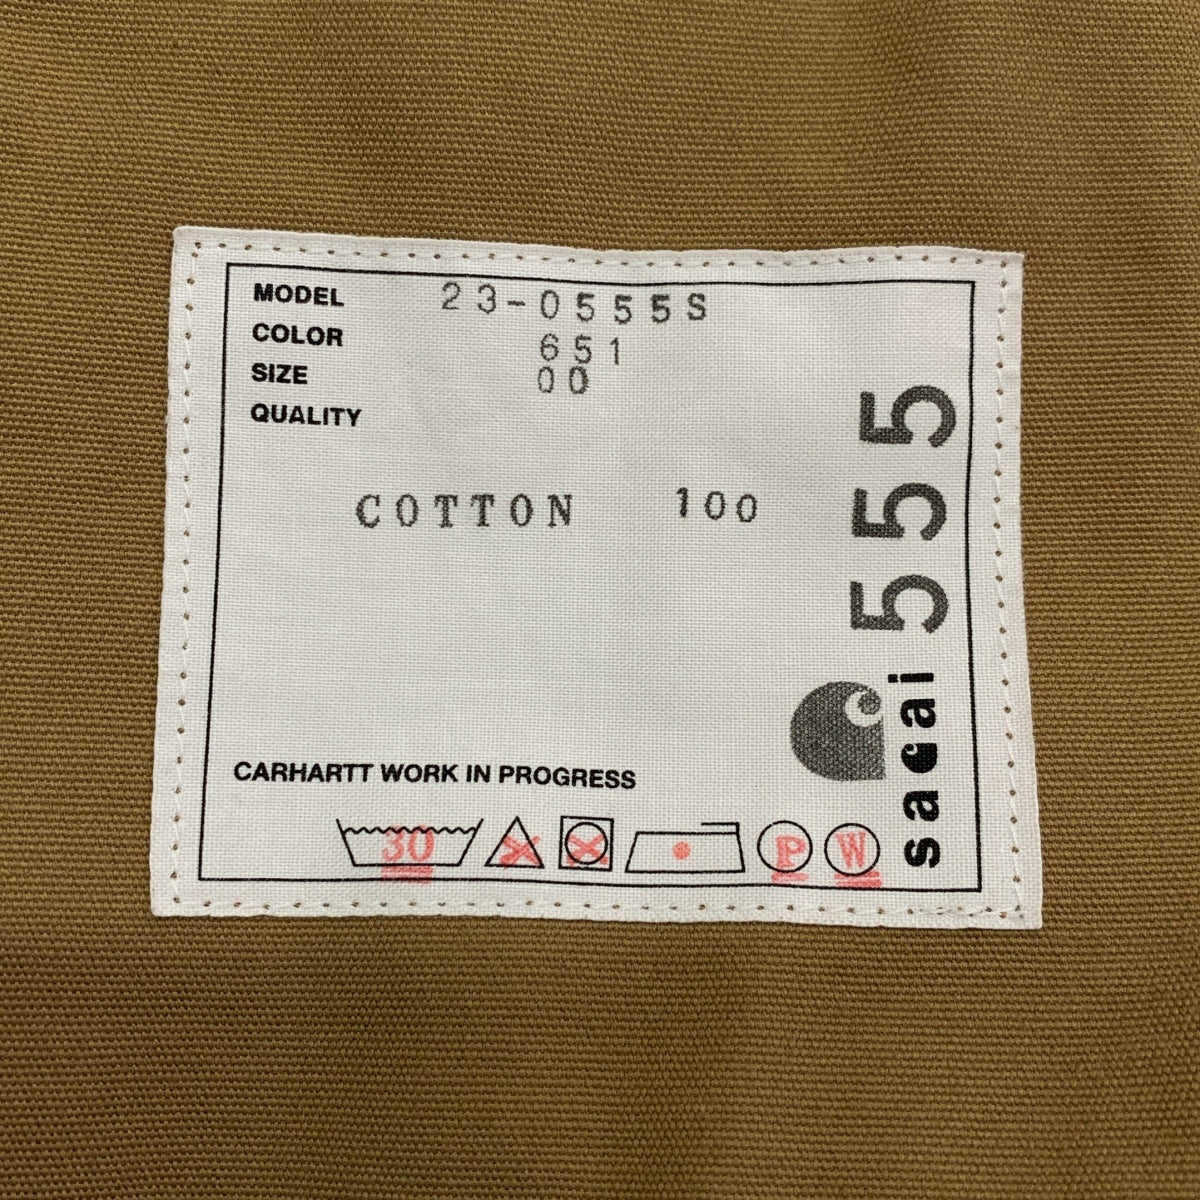 MODEL 23-0555S
COLOR 651
SIZE 00
QUALITY
COTTON 100
CARHARTT WORK IN PROGRESS
30
P
W
sacai
555